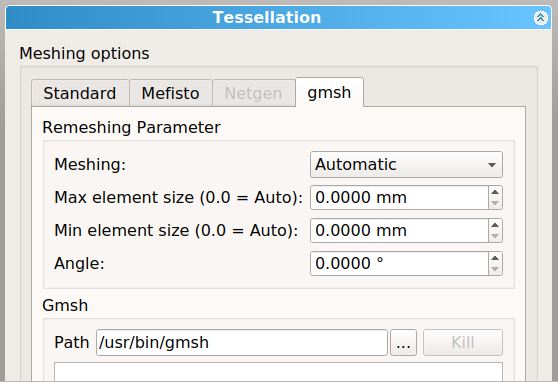 Tessellation
Meshing options
Standard Mefisto Netgen gmsh
Remeshing Parameter
Meshing: Automatic
Max element size (0.0 = Auto): 0.0000 mm
Min element size (0.0 = Auto): 0.0000 mm
Angle: 0.0000 °
Gmsh
Path /usr/bin/gmsh ... Kill